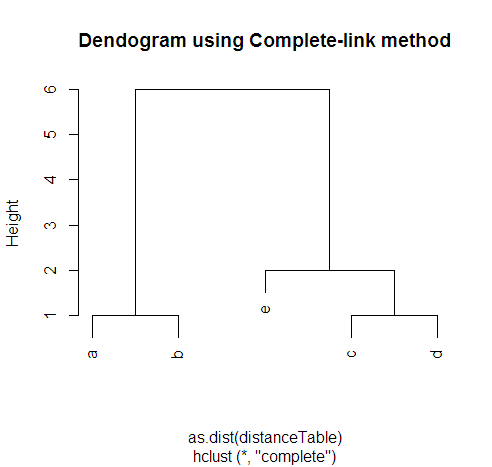 Dendogram using Complete-link method
Height
6
5
4
3
2
1
a
b
e
c
d
as.dist(distanceTable)
hclust (*, "complete")